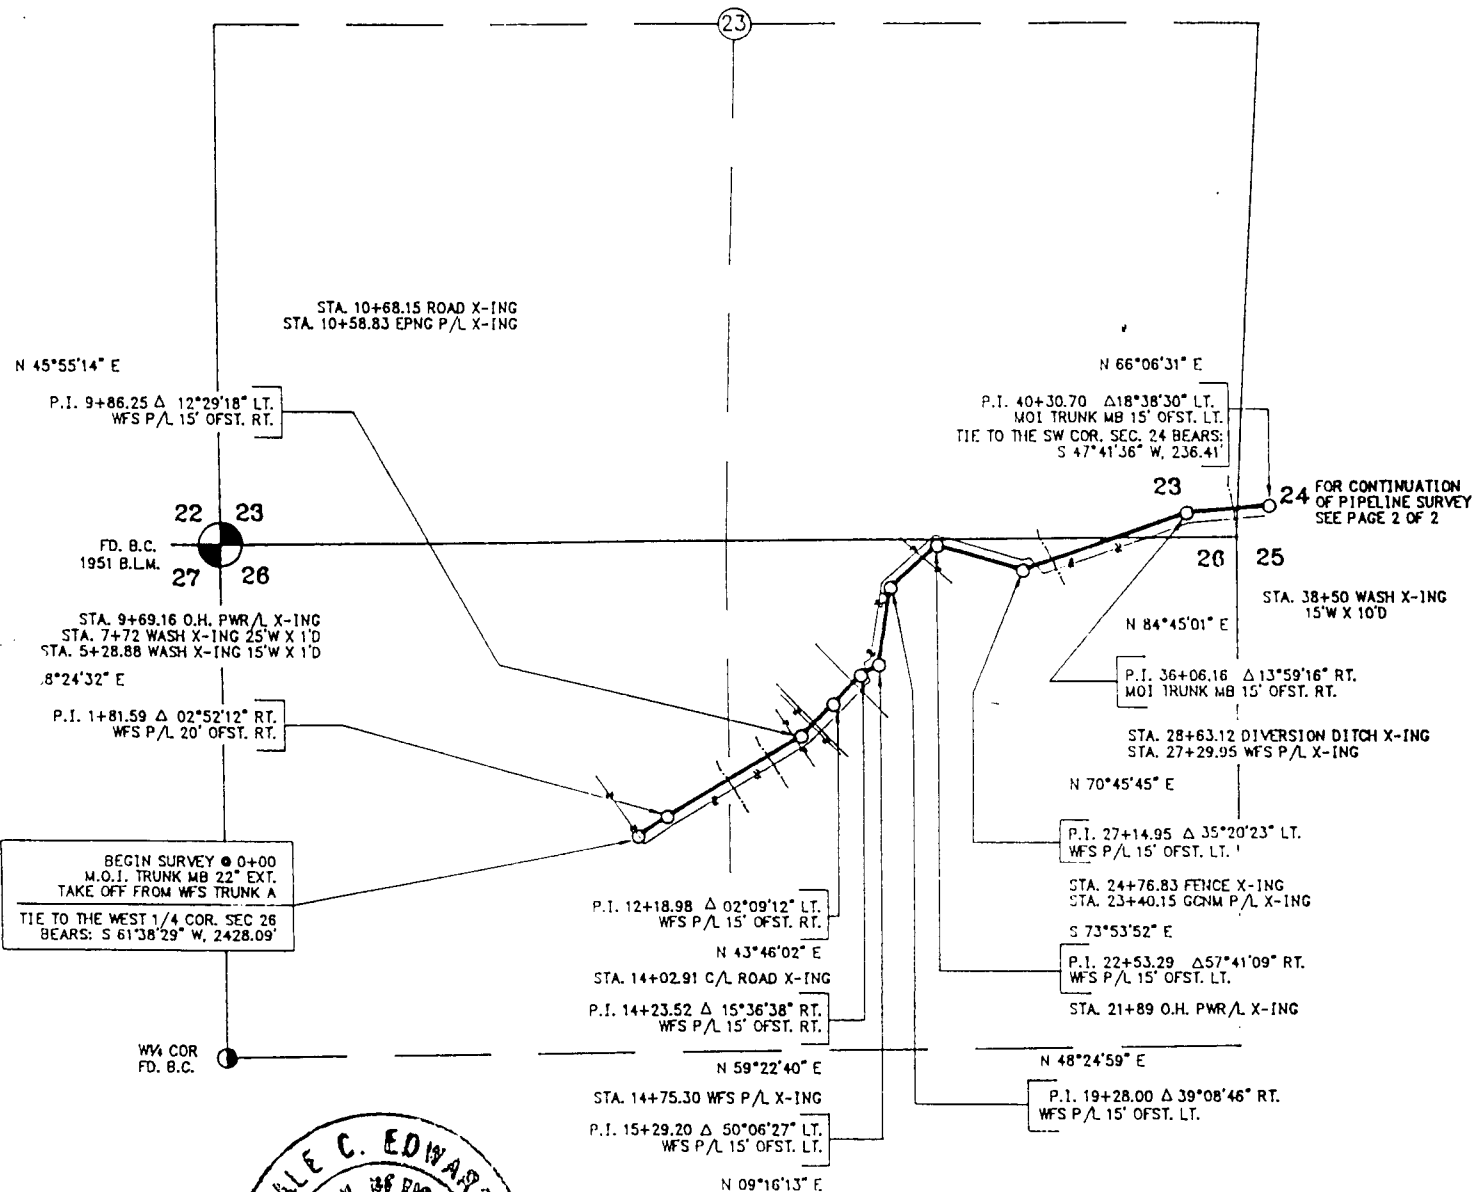 23
STA. 10+68.15 ROAD X-ING
STA. 10+58.83 EPNG P/L X-ING
N 45°55'14" E
P.I. 9+86.25 Δ 12°29'18" LT.
WFS P/L 15' OFST. RT.
N 66°06'31" E
P.I. 40+30.70 Δ18°38'30" LT.
MOI TRUNK MB 15' OFST. LT.
TIE TO THE SW COR. SEC. 24 BEARS:
S 47°41'36" W, 236.41'
22 23
FD. B.C.
1951 B.L.M.
27 26
23
24
FOR CONTINUATION
OF PIPELINE SURVEY
SEE PAGE 2 OF 2
26 25
STA. 9+69.16 O.H. PWR/L X-ING
STA. 7+72 WASH X-ING 25'W X 1'D
STA. 5+28.88 WASH X-ING 15'W X 1'D
8°24'32" E
P.I. 1+81.59 Δ 02°52'12" RT.
WFS P/L 20' OFST. RT.
STA. 38+50 WASH X-ING
15'W X 10'D
N 84°45'01" E
P.I. 36+06.16 Δ13°59'16" RT.
MOI TRUNK MB 15' OFST. RT.
STA. 28+63.12 DIVERSION DITCH X-ING
STA. 27+29.95 WFS P/L X-ING
N 70°45'45" E
P.I. 27+14.95 Δ 35°20'23" LT.
WFS P/L 15' OFST. LT.
STA. 24+76.83 FENCE X-ING
STA. 23+40.15 GCNM P/L X-ING
S 73°53'52" E
P.I. 22+53.29 Δ57°41'09" RT.
WFS P/L 15' OFST. LT.
STA. 21+89 O.H. PWR/L X-ING
N 48°24'59" E
P.I. 19+28.00 Δ 39°08'46" RT.
WFS P/L 15' OFST. LT.
BEGIN SURVEY @ 0+00
M.O.I. TRUNK MB 22" EXT.
TAKE OFF FROM WFS TRUNK A
TIE TO THE WEST 1/4 COR. SEC 26
BEARS: S 61°38'29" W, 2428.09'
P.I. 12+18.98 Δ 02°09'12" LT.
WFS P/L 15' OFST. RT.
N 43°46'02" E
STA. 14+02.91 C/L ROAD X-ING
P.I. 14+23.52 Δ 15°36'38" RT.
WFS P/L 15' OFST. RT.
N 59°22'40" E
STA. 14+75.30 WFS P/L X-ING
P.I. 15+29.20 Δ 50°06'27" LT.
WFS P/L 15' OFST. LT.
N 09°16'13" E
W¼ COR
FD. B.C.
C. EDWAR